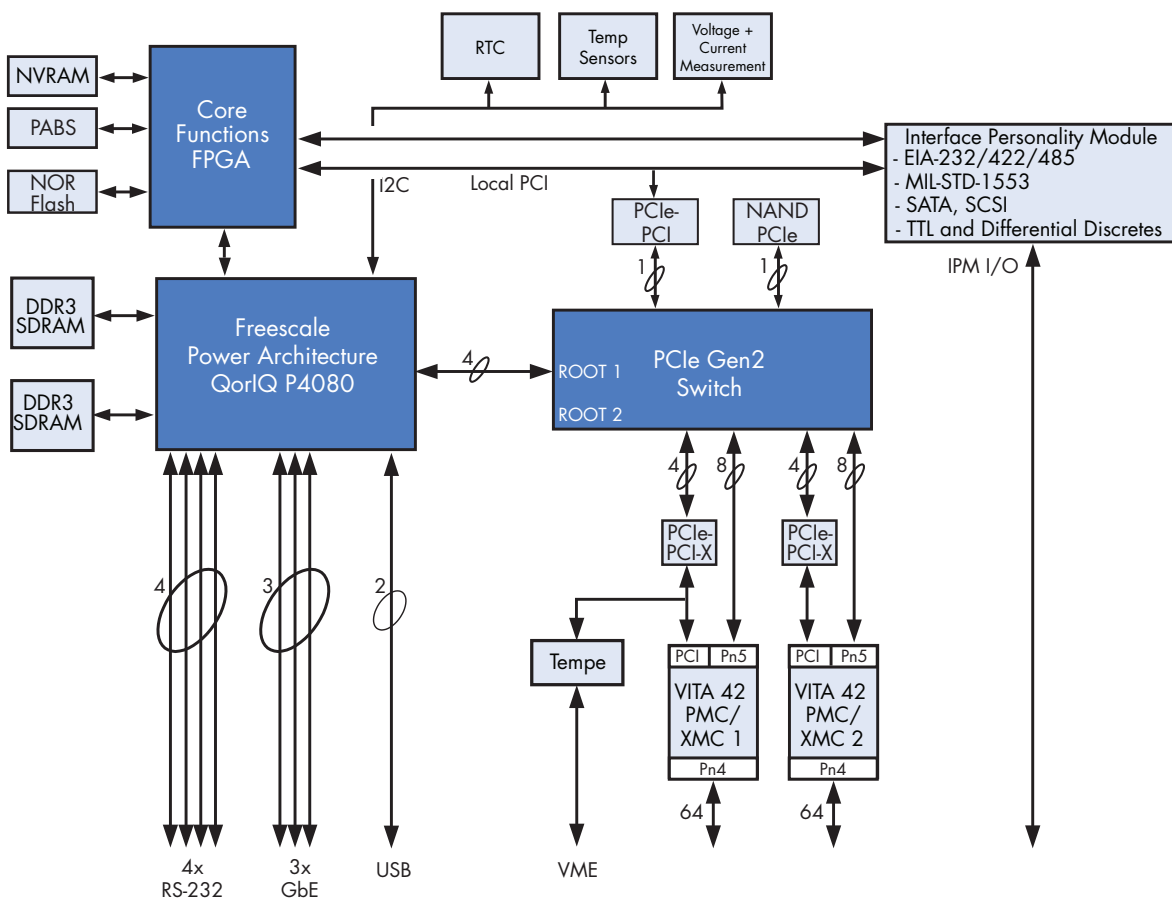 RTC
Temp
Sensors
Voltage +
Current
Measurement
NVRAM
PABS
NOR
Flash
Core
Functions
FPGA
I2C
Local PCI
Interface Personality Module
- EIA-232/422/485
- MIL-STD-1553
- SATA, SCSI
- TTL and Differential Discretes
IPM I/O
PCIe-
PCI
NAND
PCIe
1
1
DDR3
SDRAM
DDR3
SDRAM
Freescale
Power Architecture
QorIQ P4080
4
ROOT 1
ROOT 2
PCIe Gen2
Switch
4
8
4
8
PCIe-
PCI-X
PCIe-
PCI-X
4
3
2
Tempe
PCI
Pn5
VITA 42
PMC/
XMC 1
Pn4
PCI
Pn5
VITA 42
PMC/
XMC 2
Pn4
64
64
4x
RS-232
3x
GbE
USB
VME